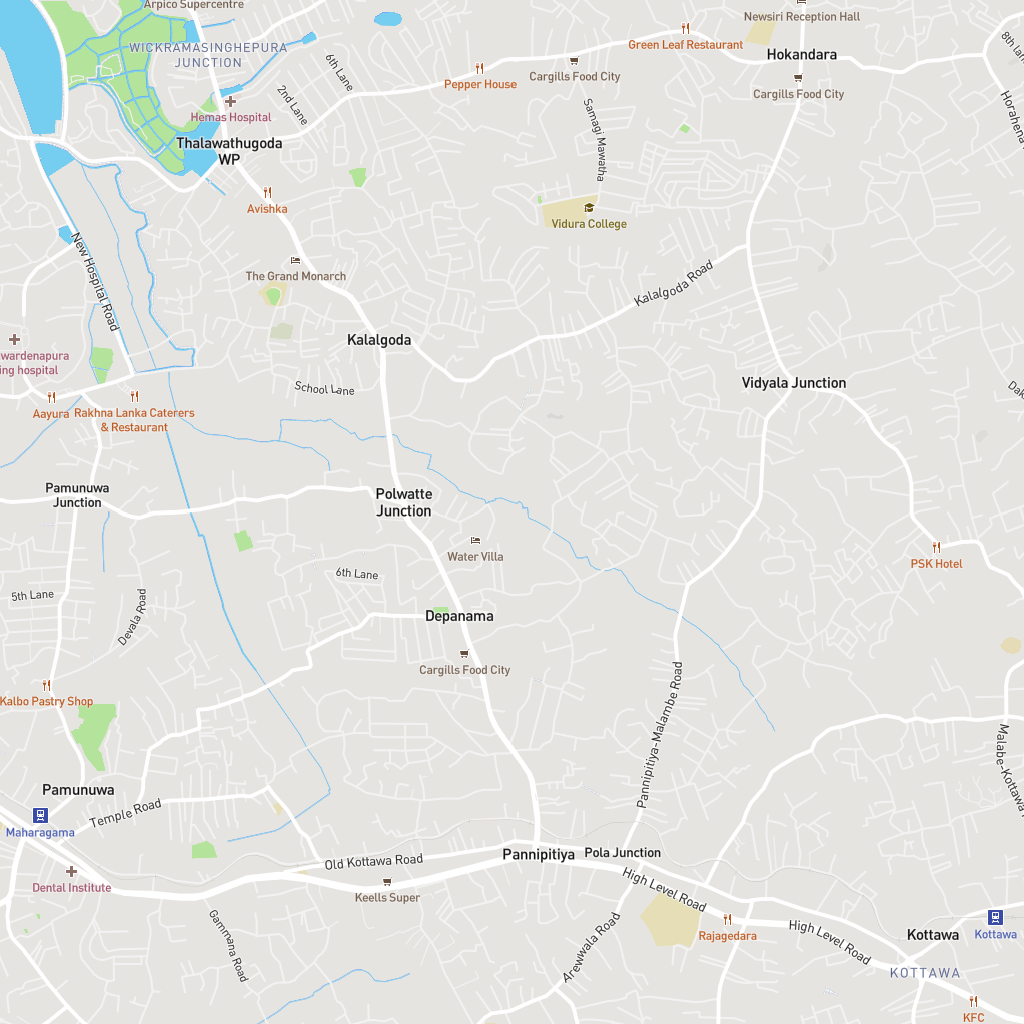 Arpico Supercentre
Newsiri Reception Hall
WICKRAMASINGHEPURA
JUNCTION
Green Leaf Restaurant
Hokandara
8th lane
6th Lane
Pepper House
Cargills Food City
Cargills Food City
2nd Lane
Hemas Hospital
Samagi Mawatha
Horahena
Thalawathugoda
WP
Avishka
Vidura College
New Hospital Road
The Grand Monarch
Kalalgoda Road
Kalalgoda
wardenapura
ing hospital
School Lane
Vidyala Junction
Aayura
Rakhna Lanka Caterers
& Restaurant
Pamunuwa
Junction
Polwatte
Junction
Water Villa
PSK Hotel
6th Lane
5th Lane
Devala Road
Depanama
Cargills Food City
Kalbo Pastry Shop
Pannipitiya-Malambe Road
Malabe-Kottawa
Pamunuwa
Temple Road
Maharagama
Old Kottawa Road
Pannipitiya
Pola Junction
Dental Institute
Keells Super
High Level Road
Gammana Road
Arewwala Road
Rajagedara
High Level Road
Kottawa
Kottawa
KOTTAWA
KFC